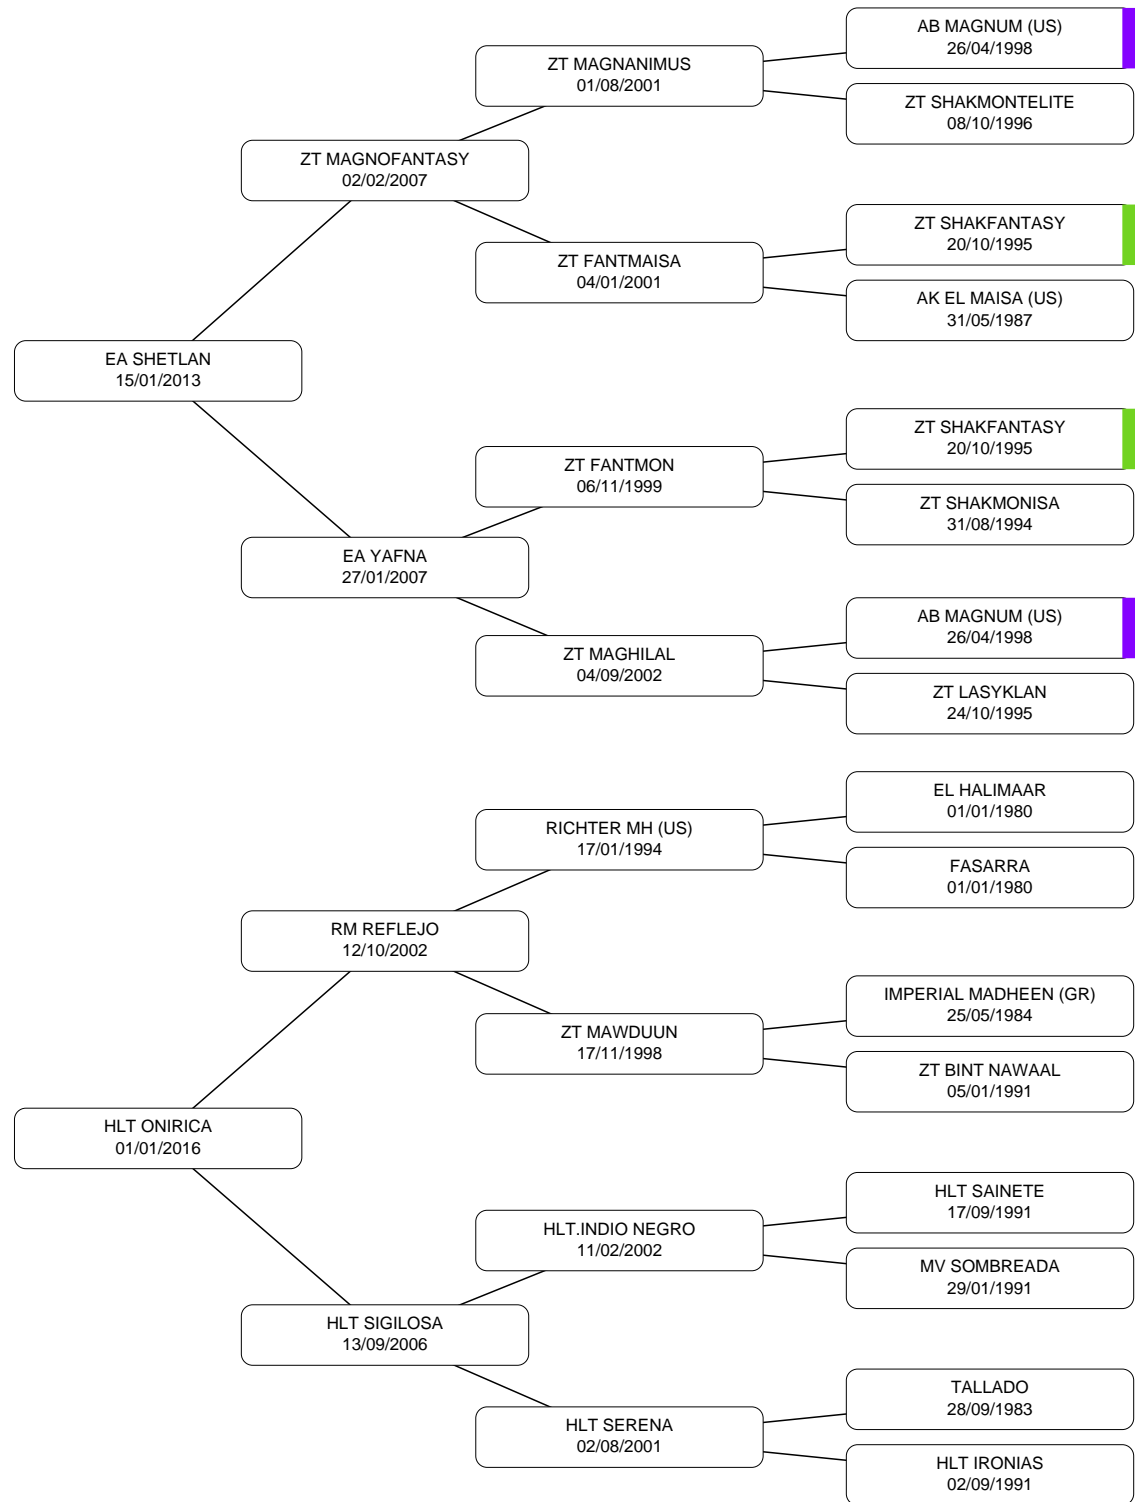 AB MAGNUM (US)
26/04/1998
ZT MAGNANIMUS
01/08/2001
ZT SHAKMONTELITE
08/10/1996
ZT MAGNOFANTASY
02/02/2007
ZT SHAKFANTASY
20/10/1995
ZT FANTMAISA
04/01/2001
AK EL MAISA (US)
31/05/1987
EA SHETLAN
15/01/2013
ZT SHAKFANTASY
20/10/1995
ZT FANTMON
06/11/1999
ZT SHAKMONISA
31/08/1994
EA YAFNA
27/01/2007
AB MAGNUM (US)
26/04/1998
ZT MAGHILAL
04/09/2002
ZT LASYKLAN
24/10/1995
EL HALIMAAR
01/01/1980
RICHTER MH (US)
17/01/1994
FASARRA
01/01/1980
RM REFLEJO
12/10/2002
IMPERIAL MADHEEN (GR)
25/05/1984
ZT MAWDUUN
17/11/1998
ZT BINT NAWAAL
05/01/1991
HLT ONIRICA
01/01/2016
HLT SAINETE
17/09/1991
HLT.INDIO NEGRO
11/02/2002
MV SOMBREADA
29/01/1991
HLT SIGILOSA
13/09/2006
TALLADO
28/09/1983
HLT SERENA
02/08/2001
HLT IRONIAS
02/09/1991